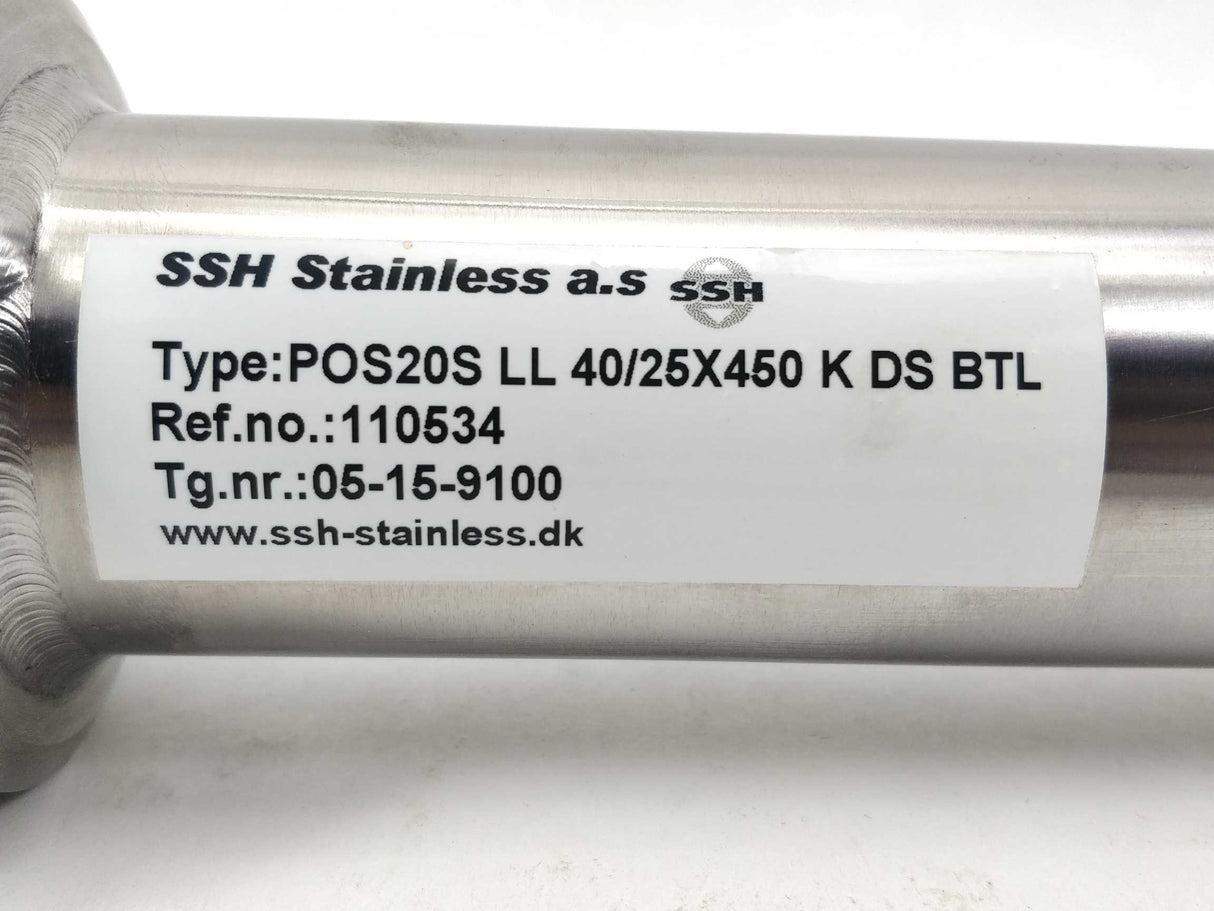 SSH Stainless a.s SSH
Type:POS20S LL 40/25X450 K DS BTL
Ref.no.:110534
Tg.nr.:05-15-9100
www.ssh-stainless.dk